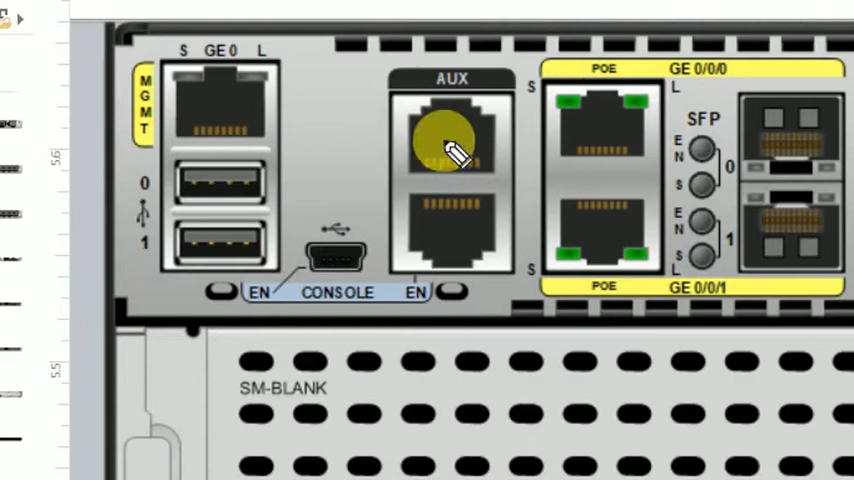 S GE 0 L
MGMT
0
1
EN CONSOLE EN
AUX
POE GE 0/0/0
S L
SFP
EN
S
0
EN
S
1
S L
POE GE 0/0/1
SM-BLANK
5.6
5.5